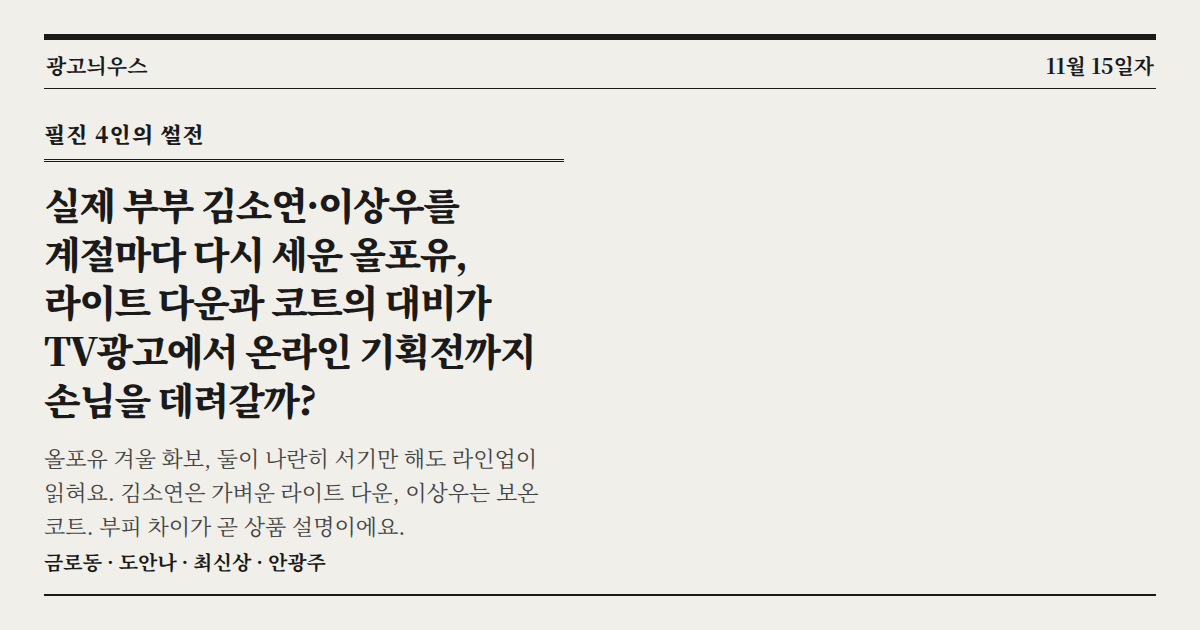 광고늬우스
11월 15일자
필진 4인의 썰전
실제 부부 김소연·이상우를
계절마다 다시 세운 올포유,
라이트 다운과 코트의 대비가
TV광고에서 온라인 기획전까지
손님을 데려갈까?
올포유 겨울 화보, 둘이 나란히 서기만 해도 라인업이
읽혀요. 김소연은 가벼운 라이트 다운, 이상우는 보온
코트. 부피 차이가 곧 상품 설명이에요.
금로동 · 도안나 · 최신상 · 안광주